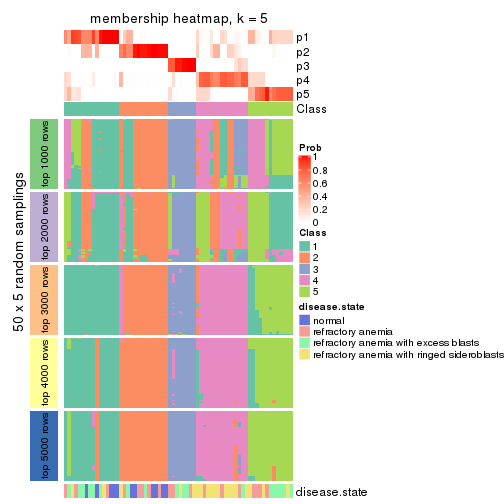 membership heatmap, k = 5
p1
p2
p3
p4
p5
Class
50 x 5 random samplings
top 1000 rows
top 2000 rows
top 3000 rows
top 4000 rows
top 5000 rows
disease.state
Prob
1
0.8
0.6
0.4
0.2
0
Class
1
2
3
4
5
disease.state
normal
refractory anemia
refractory anemia with excess blasts
refractory anemia with ringed sideroblasts